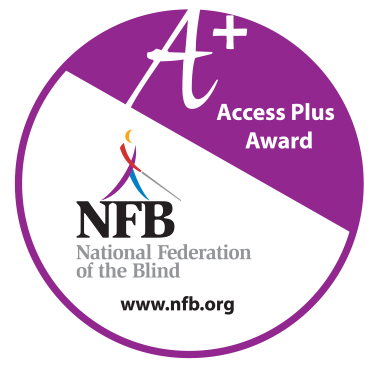 A+
Access Plus
Award
NFB
National Federation
of the Blind
www.nfb.org